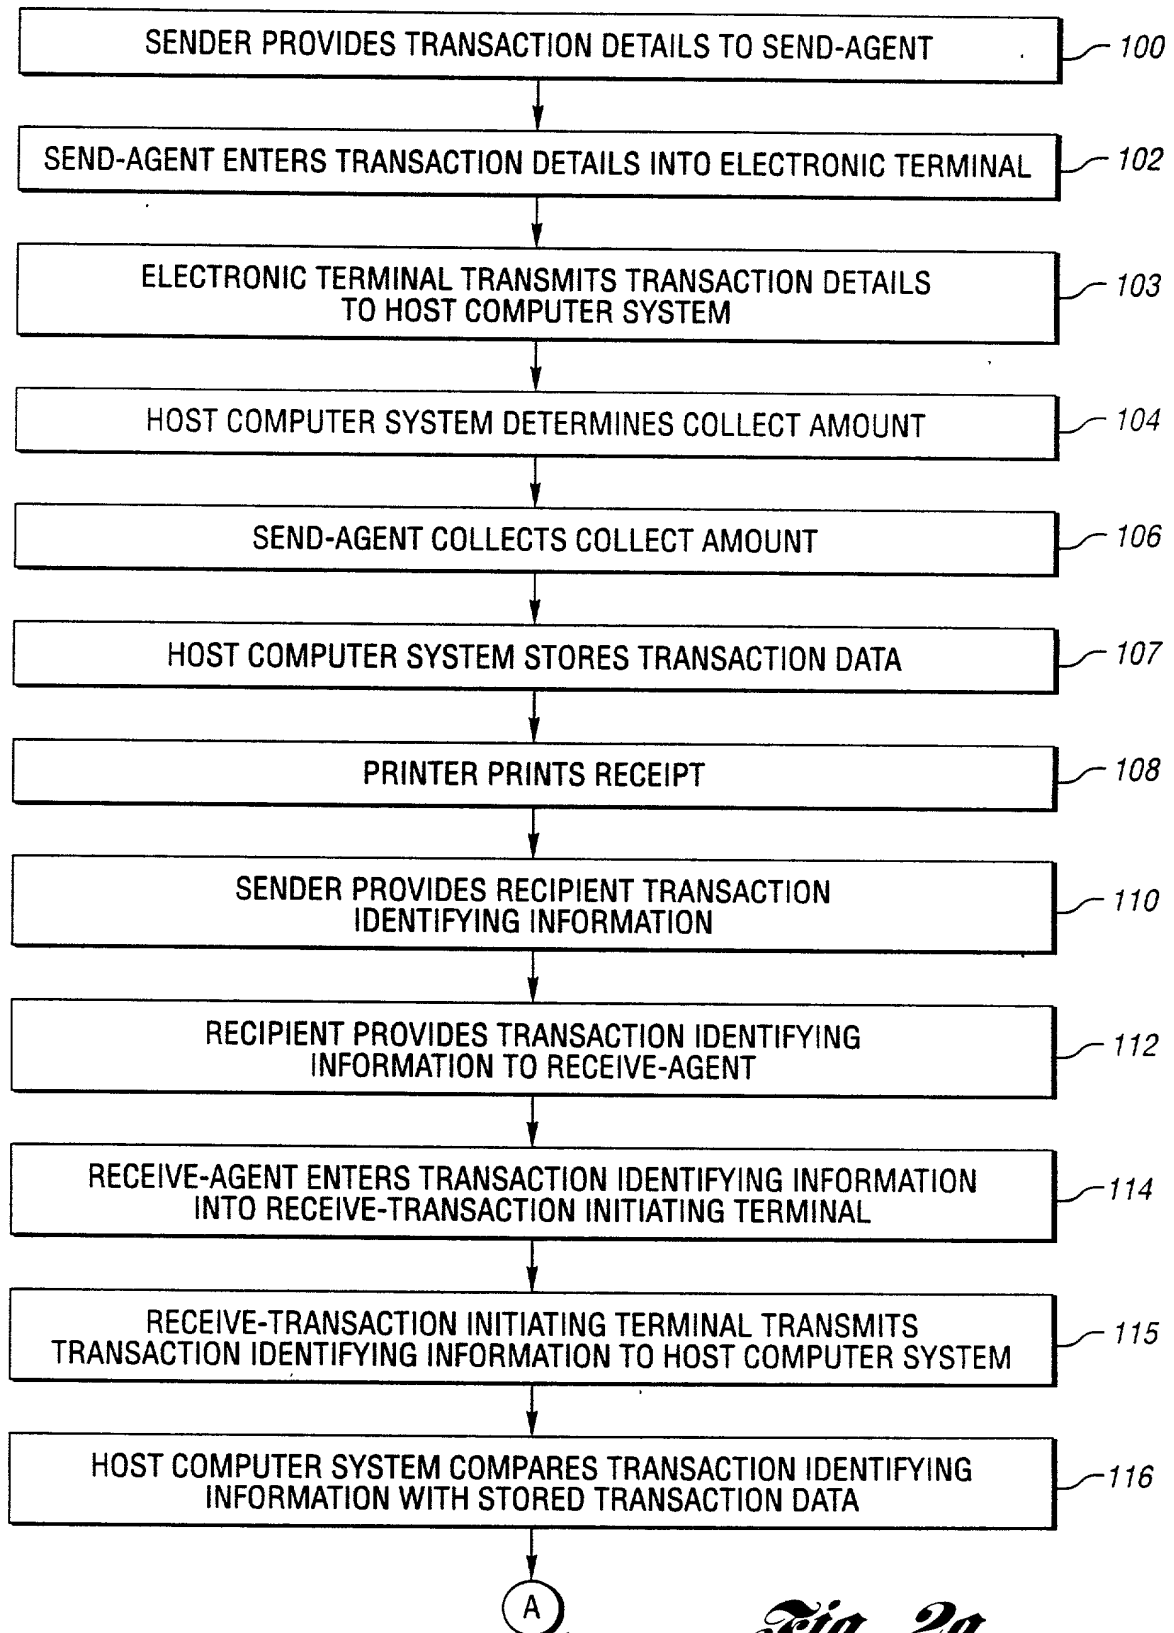 SENDER PROVIDES TRANSACTION DETAILS TO SEND-AGENT
100
SEND-AGENT ENTERS TRANSACTION DETAILS INTO ELECTRONIC TERMINAL
102
ELECTRONIC TERMINAL TRANSMITS TRANSACTION DETAILS
TO HOST COMPUTER SYSTEM
103
HOST COMPUTER SYSTEM DETERMINES COLLECT AMOUNT
104
SEND-AGENT COLLECTS COLLECT AMOUNT
106
HOST COMPUTER SYSTEM STORES TRANSACTION DATA
107
PRINTER PRINTS RECEIPT
108
SENDER PROVIDES RECIPIENT TRANSACTION
IDENTIFYING INFORMATION
110
RECIPIENT PROVIDES TRANSACTION IDENTIFYING
INFORMATION TO RECEIVE-AGENT
112
RECEIVE-AGENT ENTERS TRANSACTION IDENTIFYING INFORMATION
INTO RECEIVE-TRANSACTION INITIATING TERMINAL
114
RECEIVE-TRANSACTION INITIATING TERMINAL TRANSMITS
TRANSACTION IDENTIFYING INFORMATION TO HOST COMPUTER SYSTEM
115
HOST COMPUTER SYSTEM COMPARES TRANSACTION IDENTIFYING
INFORMATION WITH STORED TRANSACTION DATA
116
A
Fig. 2a